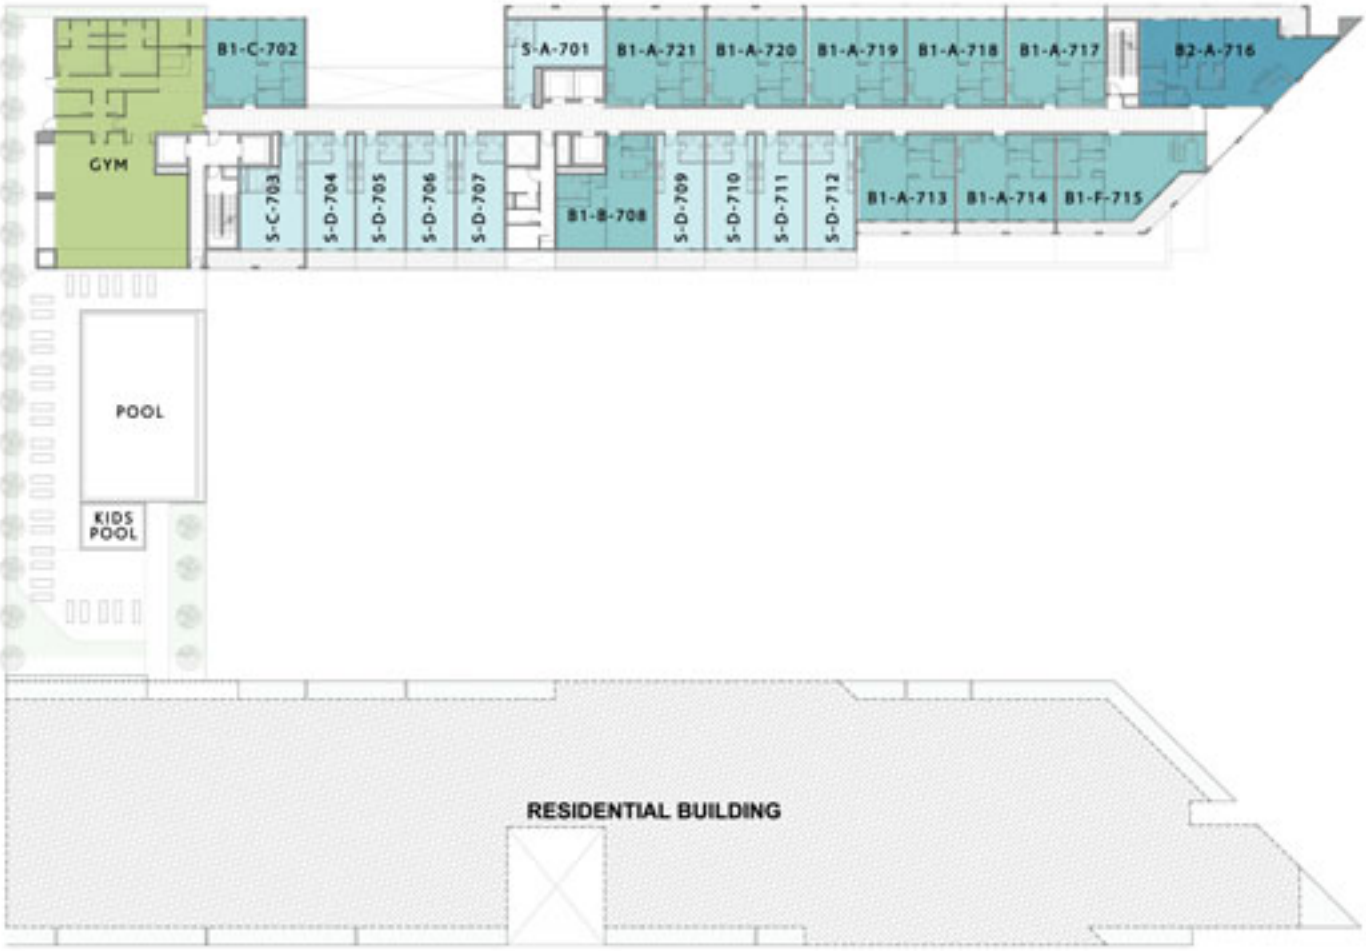 B1-C-702
S-A-701
B1-A-721
B1-A-720
B1-A-719
B1-A-718
B1-A-717
B2-A-716
GYM
S-C-703
S-D-704
S-D-705
S-D-706
S-D-707
B1-B-708
S-D-709
S-D-710
S-D-711
S-D-712
B1-A-713
B1-A-714
B1-F-715
POOL
KIDS
POOL
RESIDENTIAL BUILDING